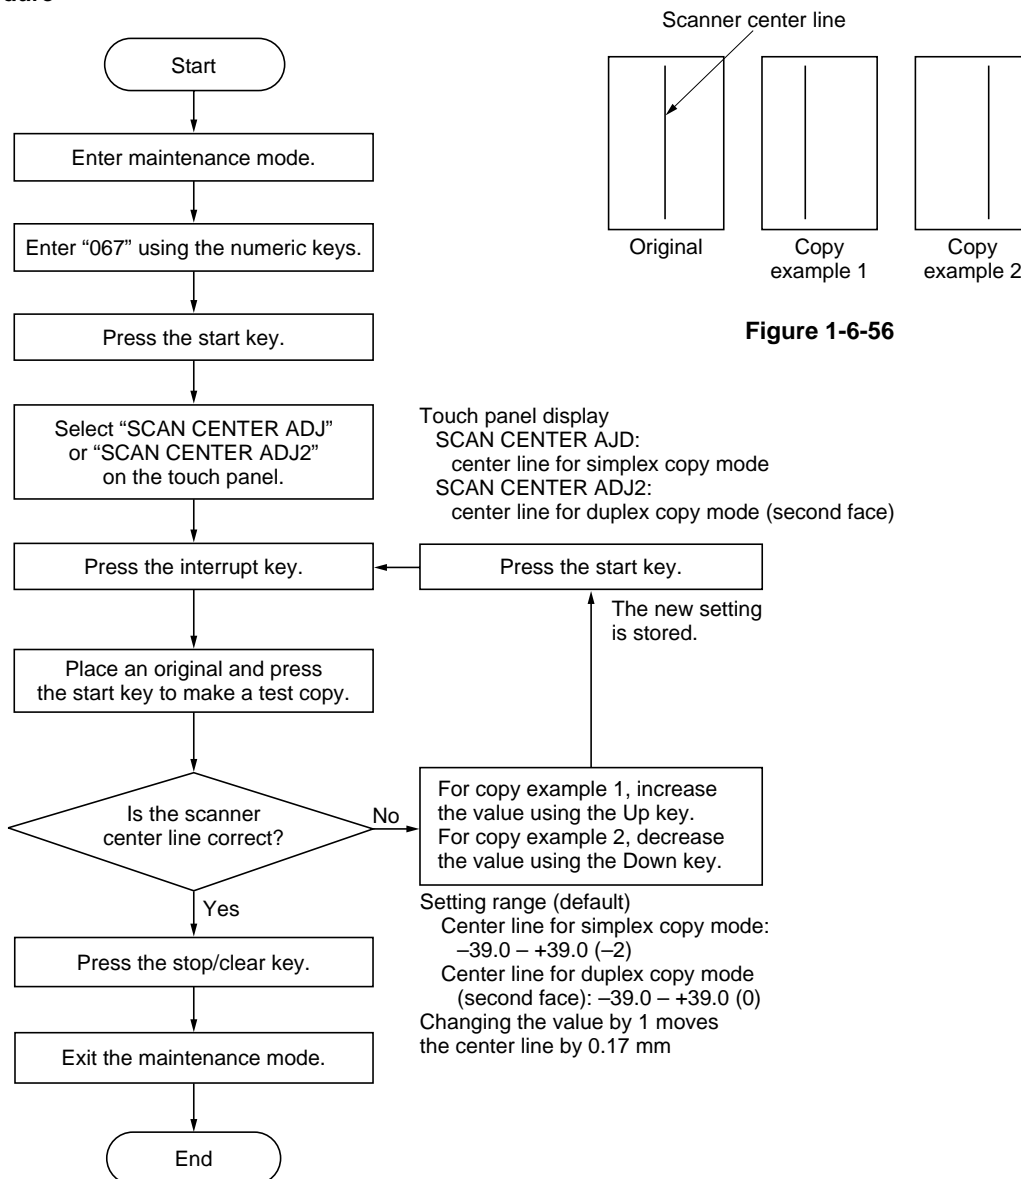 Start
Enter maintenance mode.
Enter “067” using the numeric keys.
Press the start key.
Select “SCAN CENTER ADJ”
or “SCAN CENTER ADJ2”
on the touch panel.
Touch panel display
SCAN CENTER AJD:
center line for simplex copy mode
SCAN CENTER ADJ2:
center line for duplex copy mode (second face)
Press the interrupt key.
Press the start key.
The new setting
is stored.
Place an original and press
the start key to make a test copy.
Is the scanner
center line correct?
No
Yes
For copy example 1, increase
the value using the Up key.
For copy example 2, decrease
the value using the Down key.
Setting range (default)
Center line for simplex copy mode:
–39.0 – +39.0 (–2)
Center line for duplex copy mode
(second face): –39.0 – +39.0 (0)
Changing the value by 1 moves
the center line by 0.17 mm
Press the stop/clear key.
Exit the maintenance mode.
End
Scanner center line
Original
Copy
example 1
Copy
example 2
Figure 1-6-56